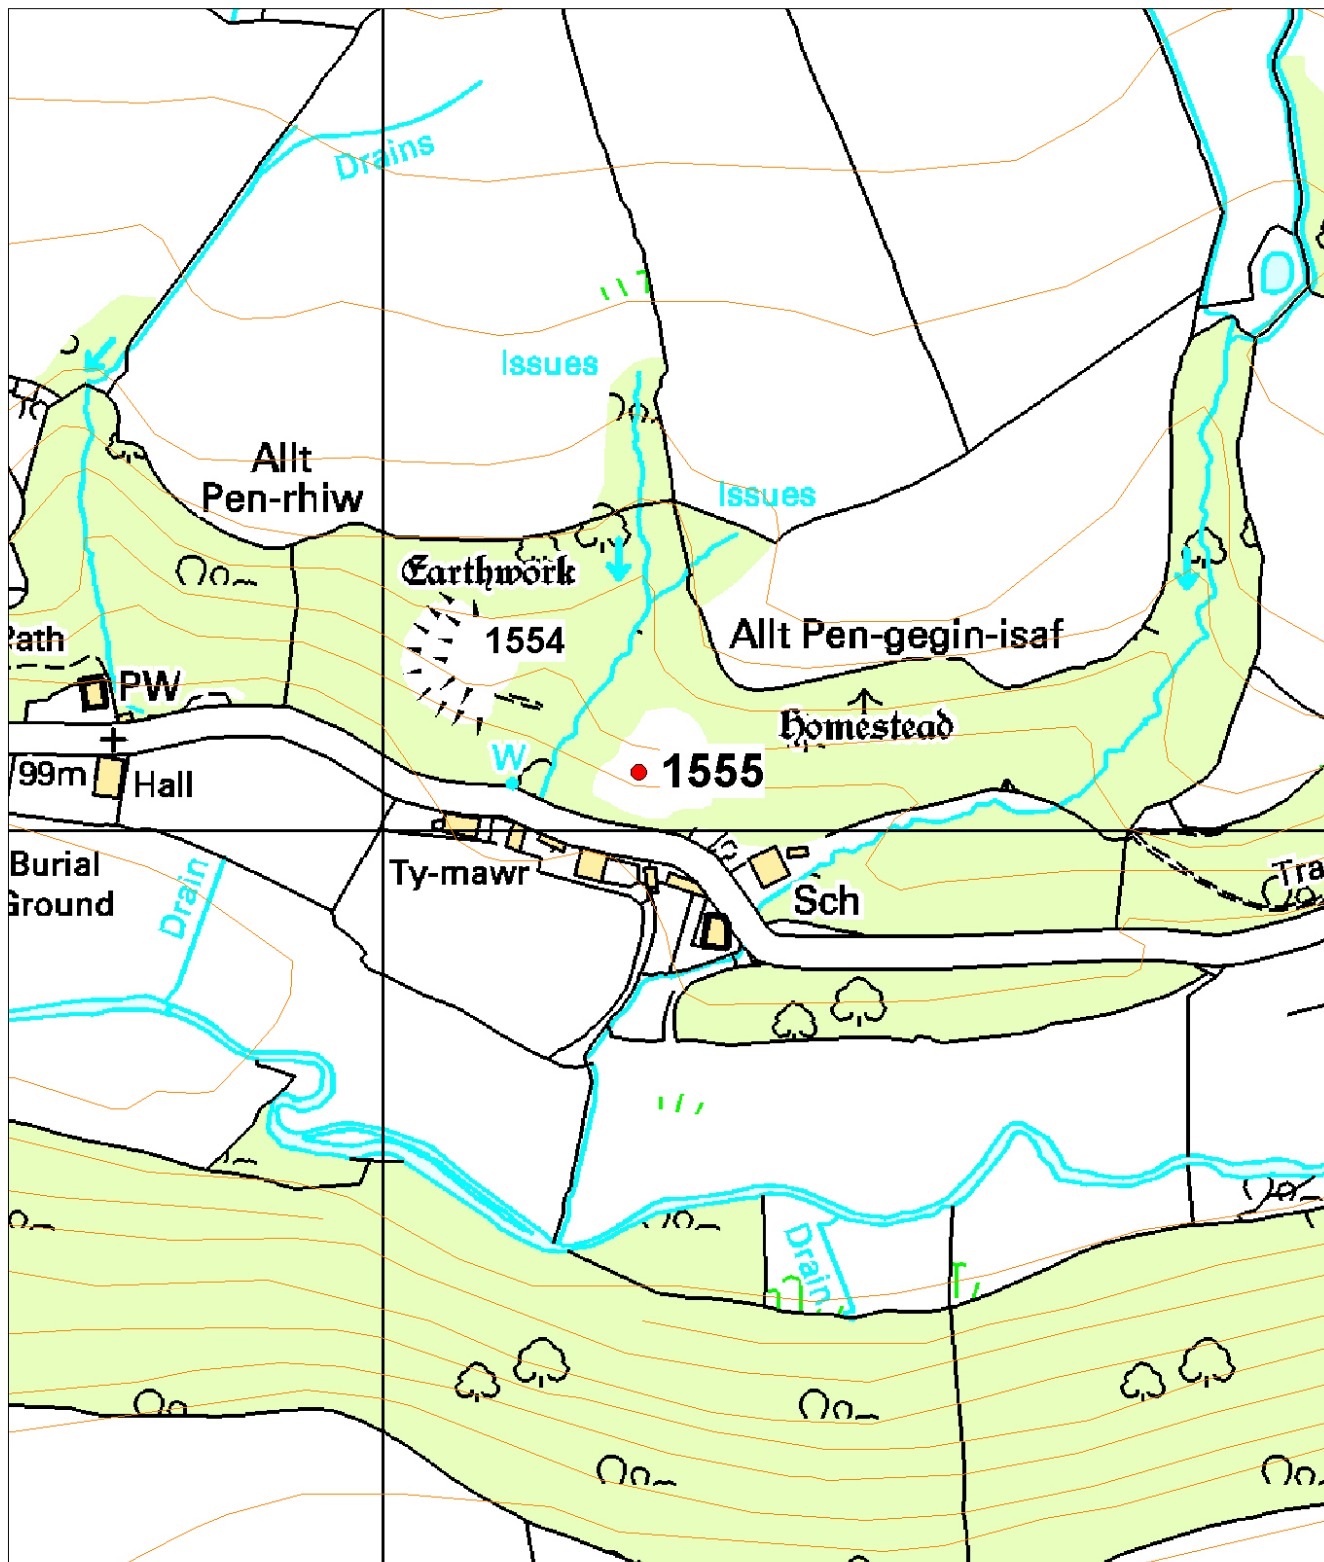 Drains
Issues
Allt
Pen-rhiw
Issues
Earthwork
1554
Allt Pen-gegin-isaf
Path
PW
Homestead
W
1555
99m
Hall
Burial
Ground
Drain
Ty-mawr
Sch
Tra
Drain